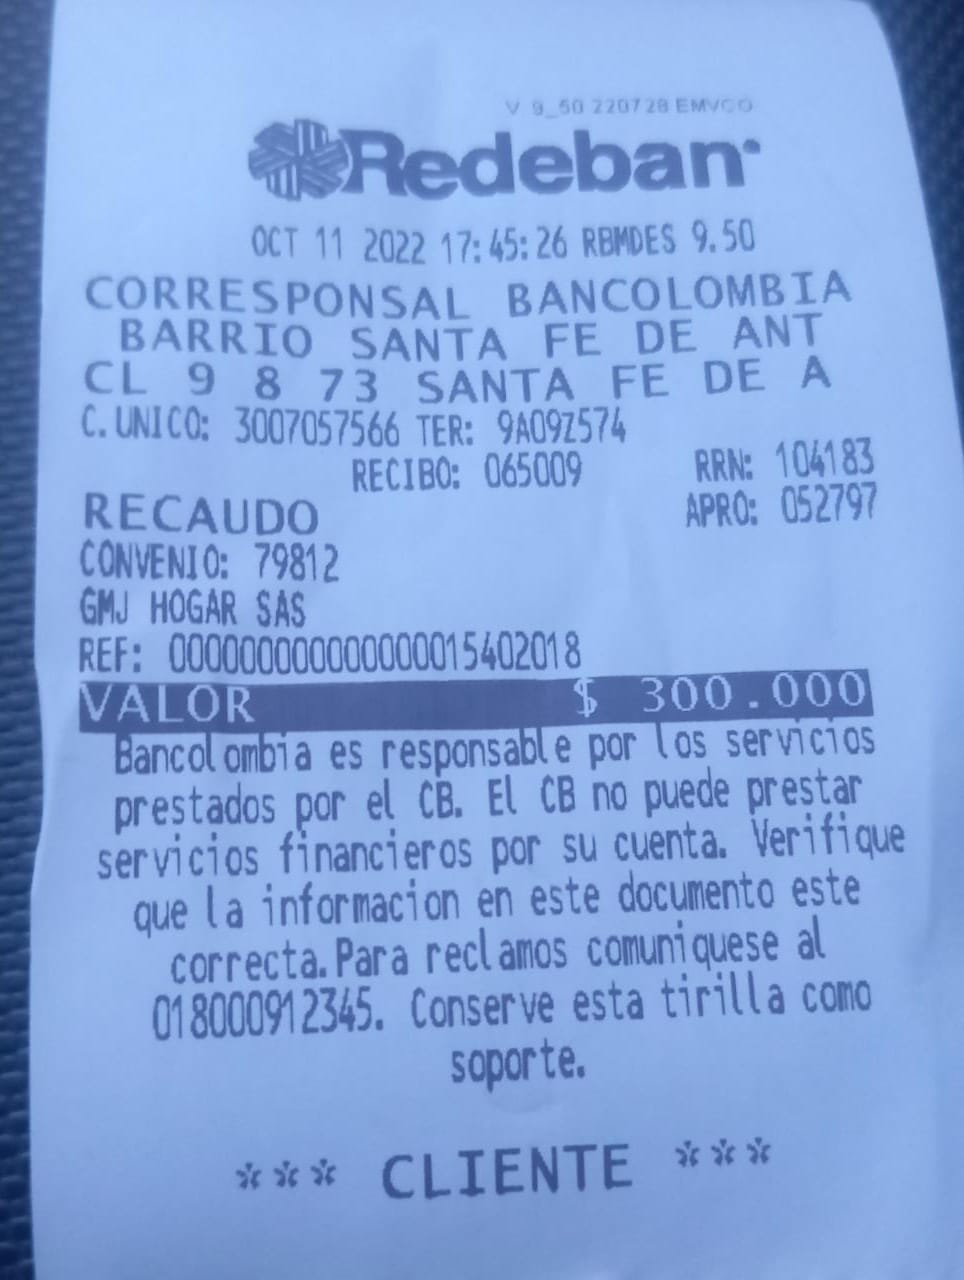 V 9_50 220728 EMVCO
Redeban
OCT 11 2022 17:45:26 RBMDES 9.50
CORRESPONSAL BANCOLOMBIA
BARRIO SANTA FE DE ANT
CL 9 8 73 SANTA FE DE A
C.UNICO: 3007057566 TER: 9A09Z574
RECIBO: 065009 RRN: 104183
RECAUDO APRO: 052797
CONVENIO: 79812
GMJ HOGAR SAS
REF: 000000000000000015402018
VALOR $ 300.000
Bancolombia es responsable por los servicios
prestados por el CB. El CB no puede prestar
servicios financieros por su cuenta. Verifique
que la informacion en este documento este
correcta.Para reclamos comuniquese al
018000912345. Conserve esta tirilla como
soporte.
*** CLIENTE ***